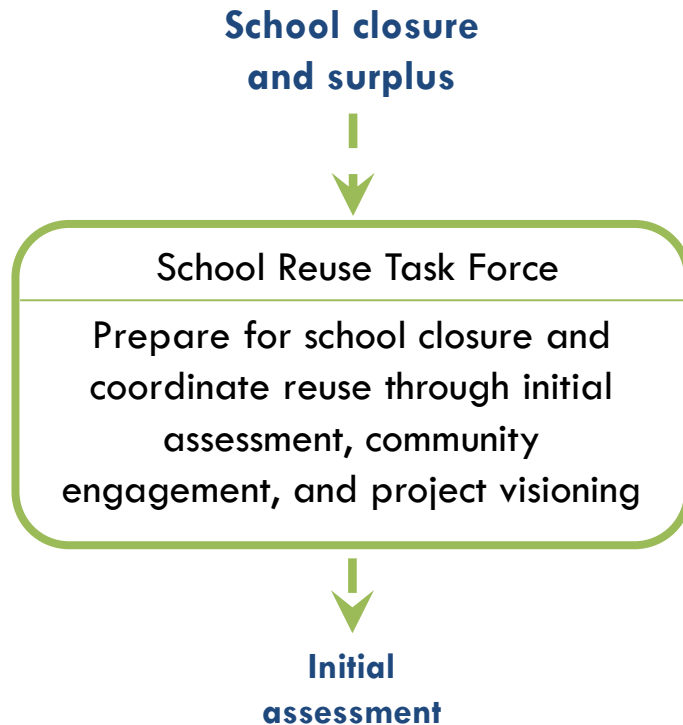 School closure
and surplus
School Reuse Task Force
Prepare for school closure and
coordinate reuse through initial
assessment, community
engagement, and project visioning
Initial
assessment